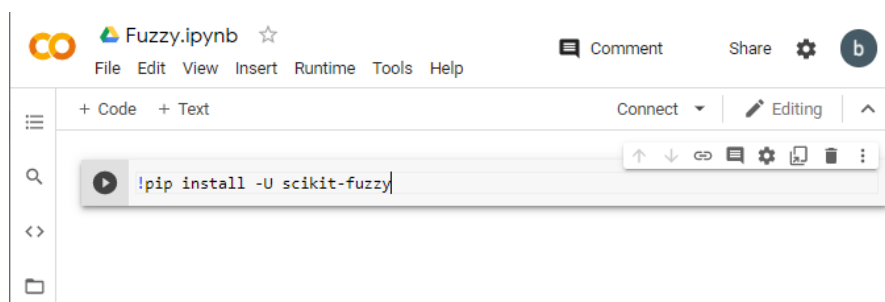 Fuzzy.ipynb
Comment Share b
File Edit View Insert Runtime Tools Help
+ Code + Text Connect Editing
!pip install -U scikit-fuzzy